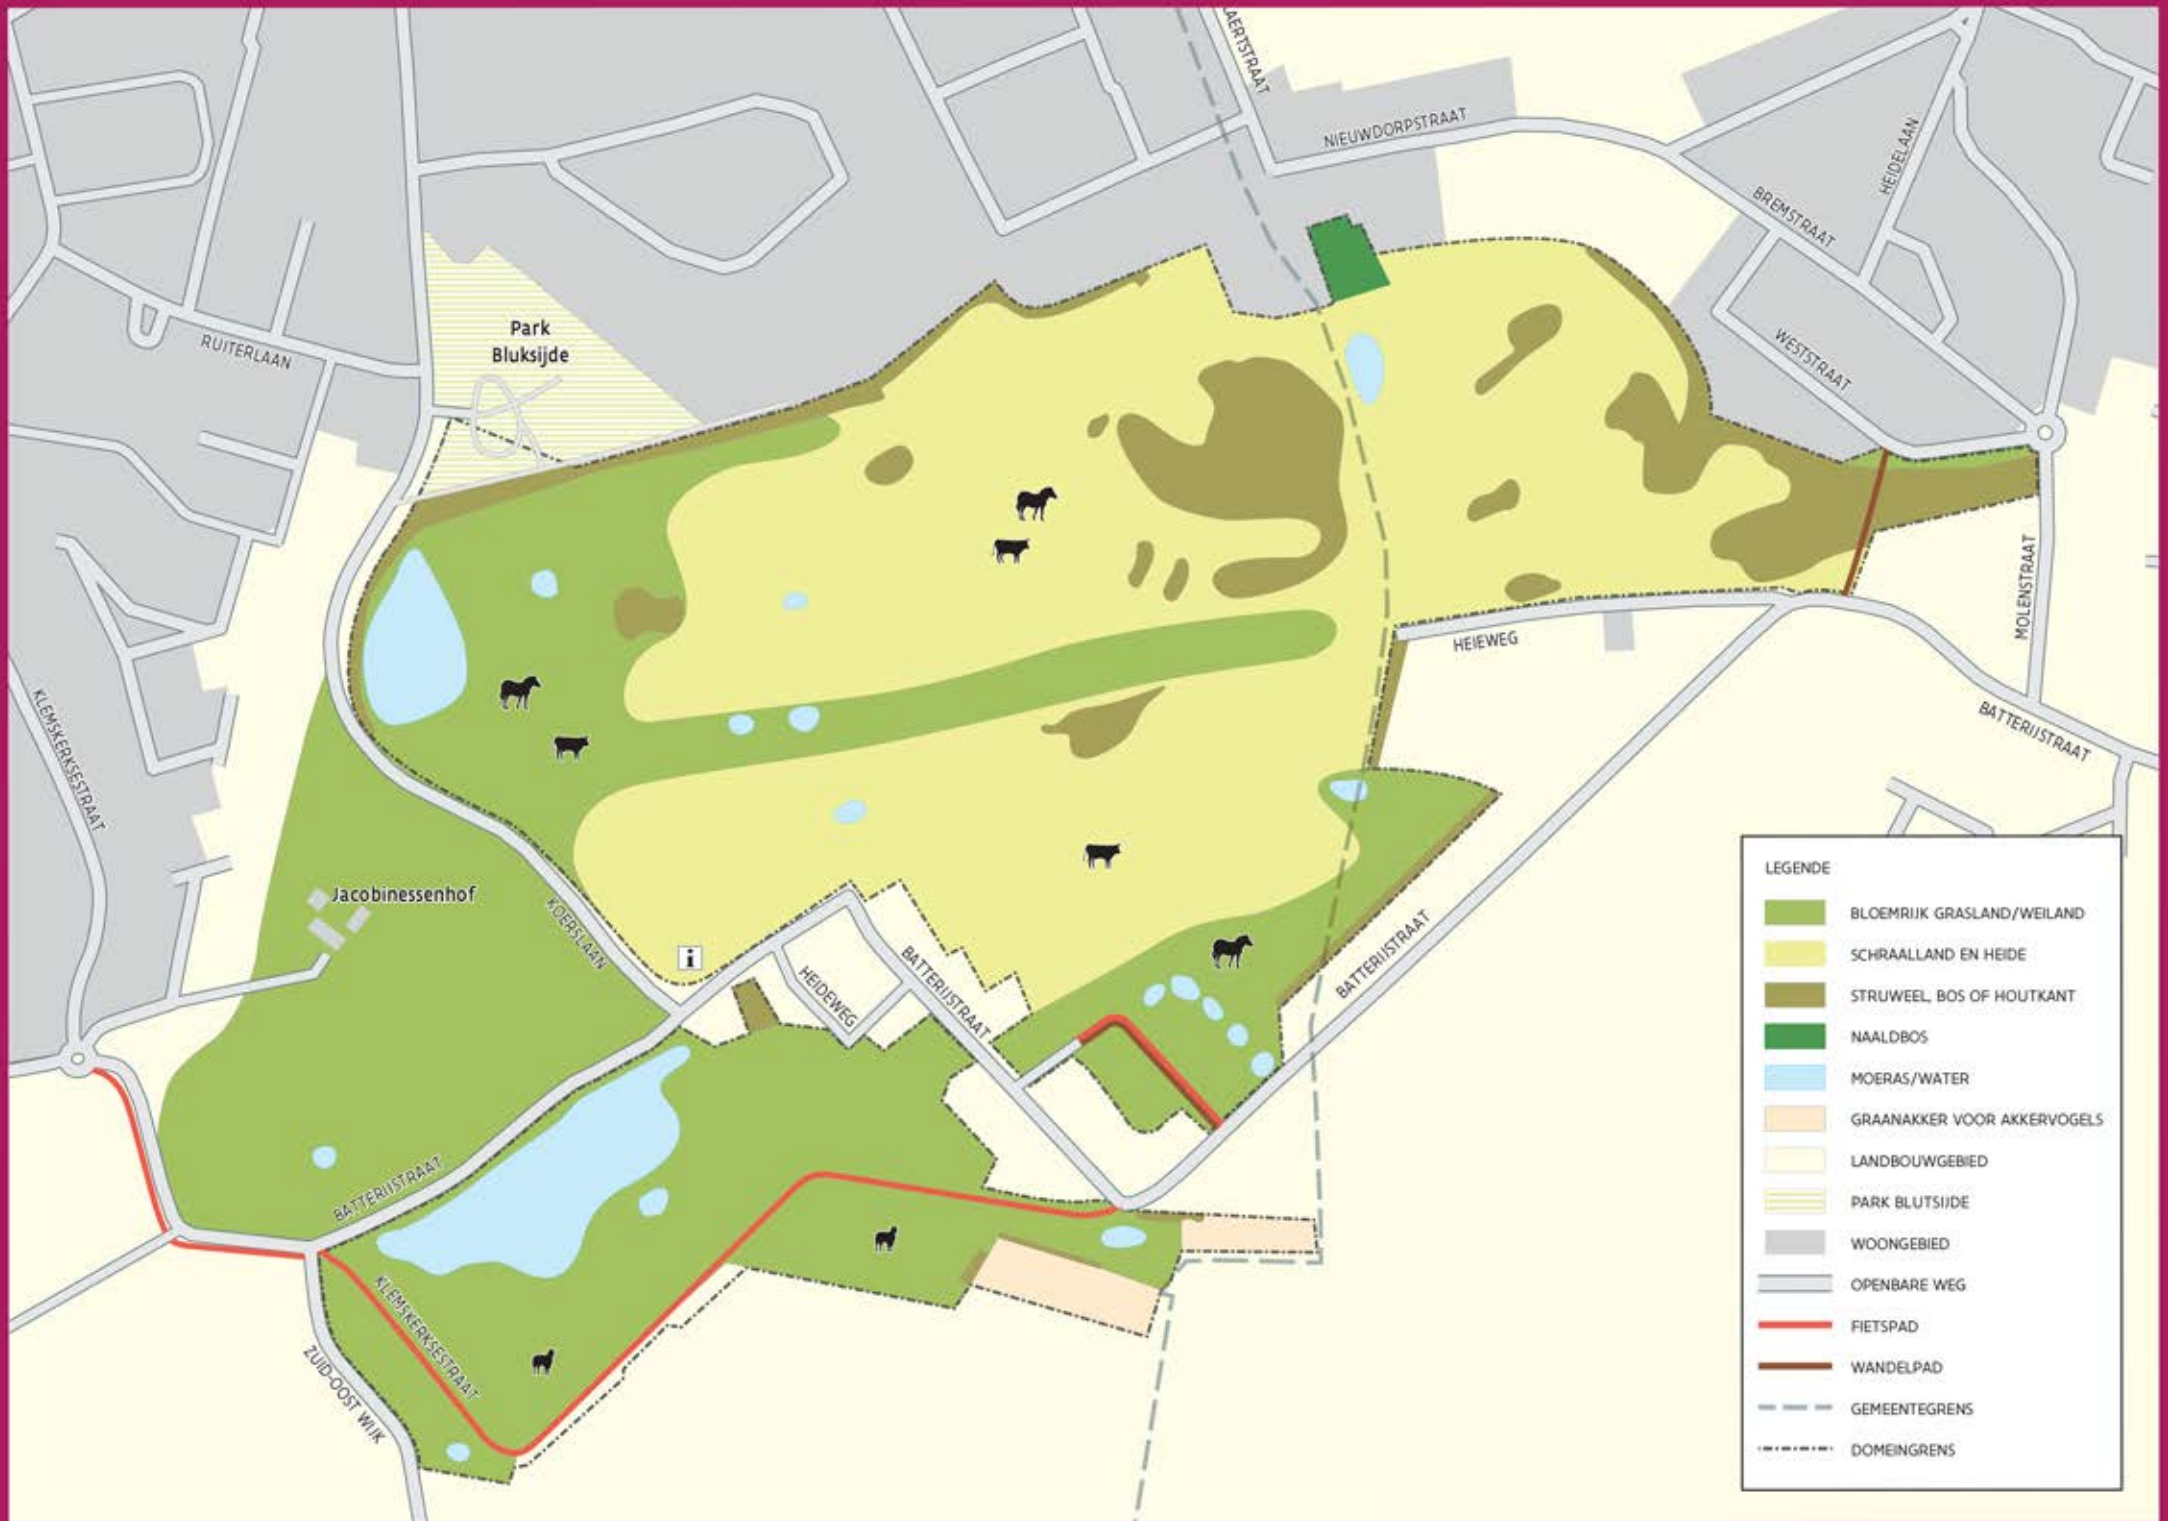 AERTSTRAAT
NIEUWDORPSTRAAT
HEIDELAAN
BREMSTRAAT
Park
Bluksijde
RUITERLAAN
WESTSTRAAT
MOLENSTRAAT
HEIEWEG
KLEMSKERKSESTRAAT
BATTERIJSTRAAT
Jacobinessenhof
KOERSLAAN
i
HEIDEWEG
BATTERIJSTRAAT
BATTERIJSTRAAT
BATTERIJSTRAAT
KLEMSKERKSESTRAAT
ZUID-OOST WIJK
LEGENDE
BLOEMRIJK GRASLAND/WEILAND
SCHRAALLAND EN HEIDE
STRUWEEL, BOS OF HOUTKANT
NAALDBOS
MOERAS/WATER
GRAANAKKER VOOR AKKERVOGELS
LANDBOUWGEBIED
PARK BLUTSIJDE
WOONGEBIED
OPENBARE WEG
FIETSPAD
WANDELPAD
GEMEENTEGRENS
DOMEINGRENS